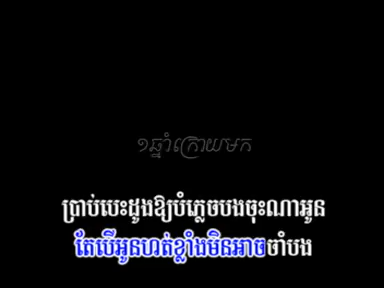 ១ឆ្នាំក្រោយមក
ប្រាប់បេះដូងឱ្យបំភ្លេចបងចុះណាអូន
តែបើអូនហត់ខ្លាំងមិនអាចចាំបង